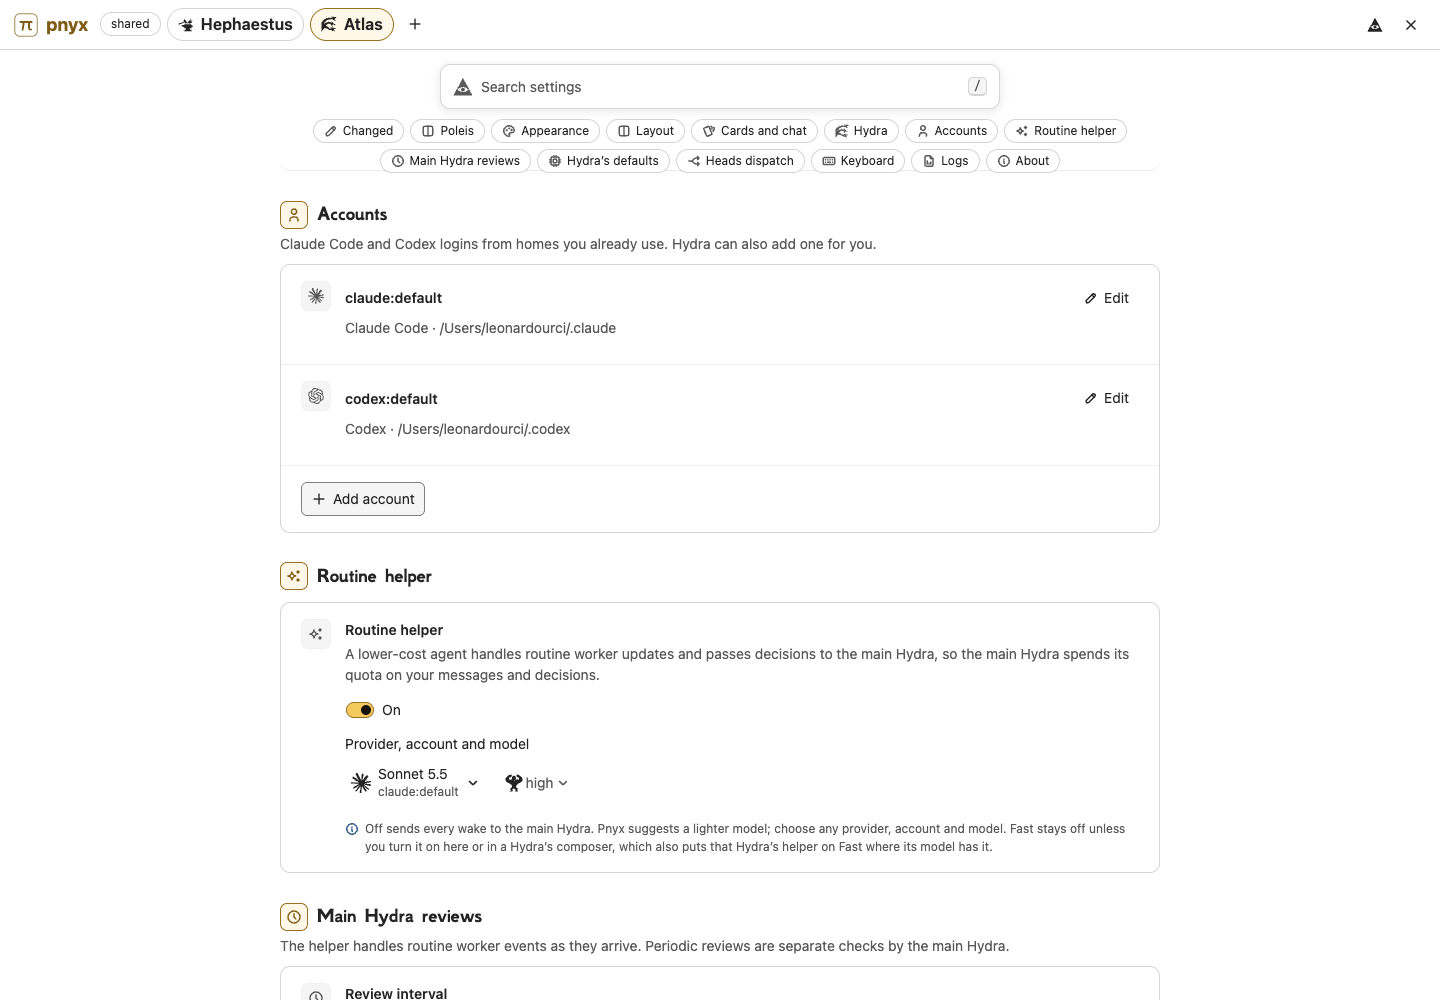 π pnyx shared Hephaestus Atlas
Search settings /
Changed Poleis Appearance Layout Cards and chat Hydra Accounts Routine helper
Main Hydra reviews Hydra's defaults Heads dispatch Keyboard Logs About
Accounts
Claude Code and Codex logins from homes you already use. Hydra can also add one for you.
claude:default Edit
Claude Code · /Users/leonardourci/.claude
codex:default Edit
Codex · /Users/leonardourci/.codex
Add account
Routine helper
Routine helper
A lower-cost agent handles routine worker updates and passes decisions to the main Hydra, so the main Hydra spends its
quota on your messages and decisions.
On
Provider, account and model
Sonnet 5.5 high
claude:default
Off sends every wake to the main Hydra. Pnyx suggests a lighter model; choose any provider, account and model. Fast stays off unless
you turn it on here or in a Hydra's composer, which also puts that Hydra's helper on Fast where its model has it.
Main Hydra reviews
The helper handles routine worker events as they arrive. Periodic reviews are separate checks by the main Hydra.
Review interval